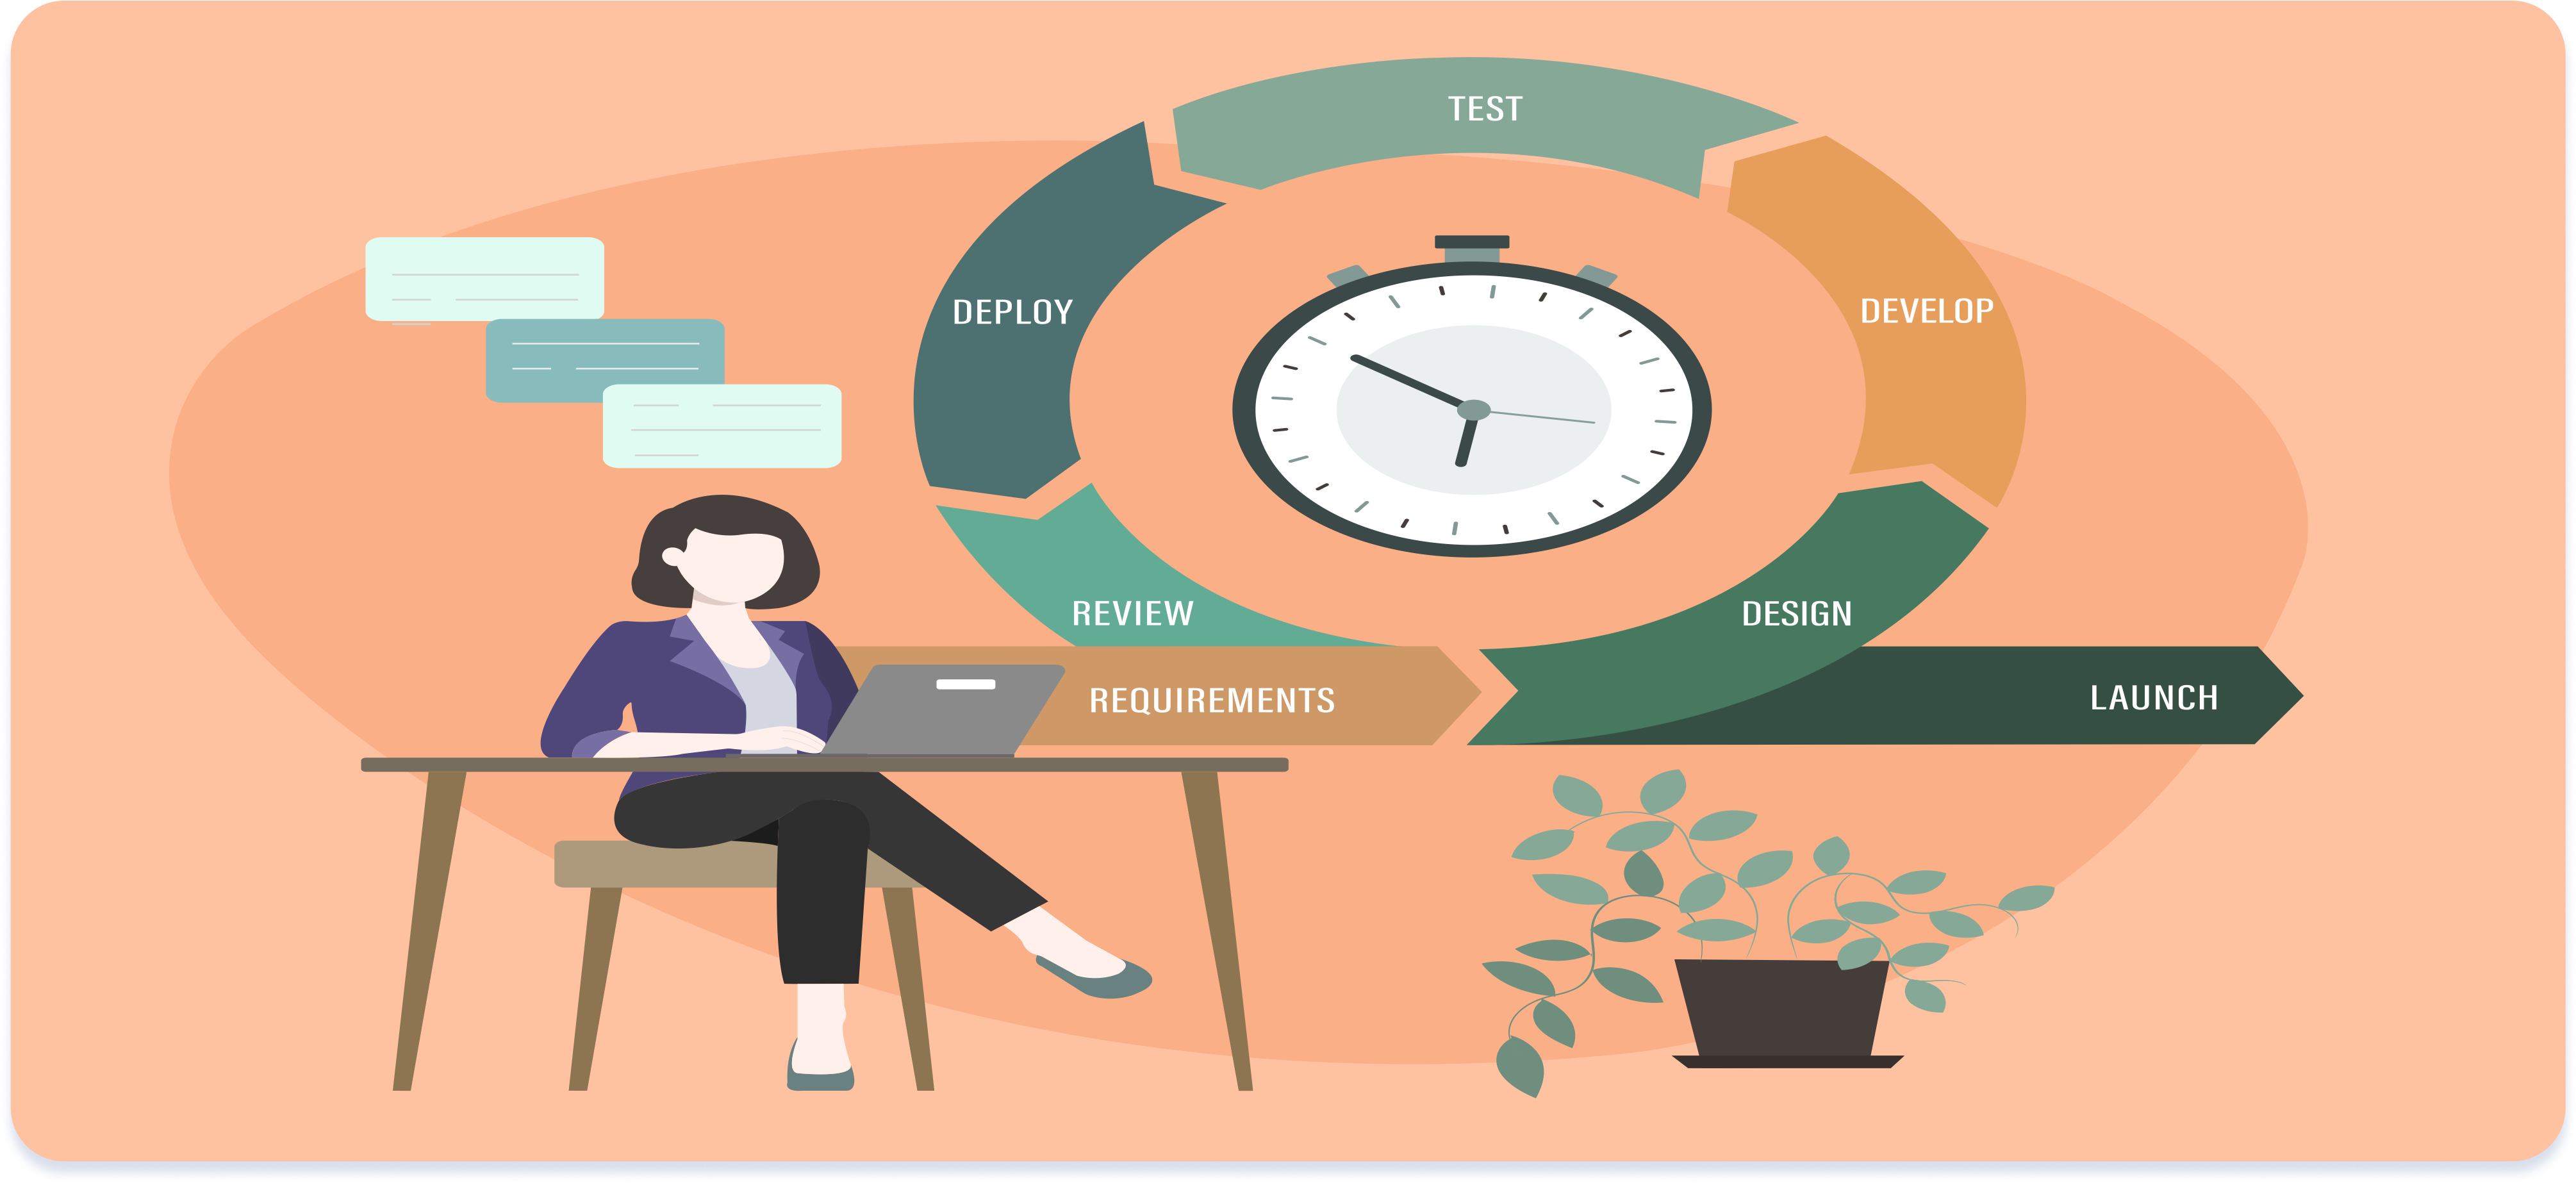 TEST
DEPLOY
DEVELOP
REVIEW
DESIGN
REQUIREMENTS
LAUNCH